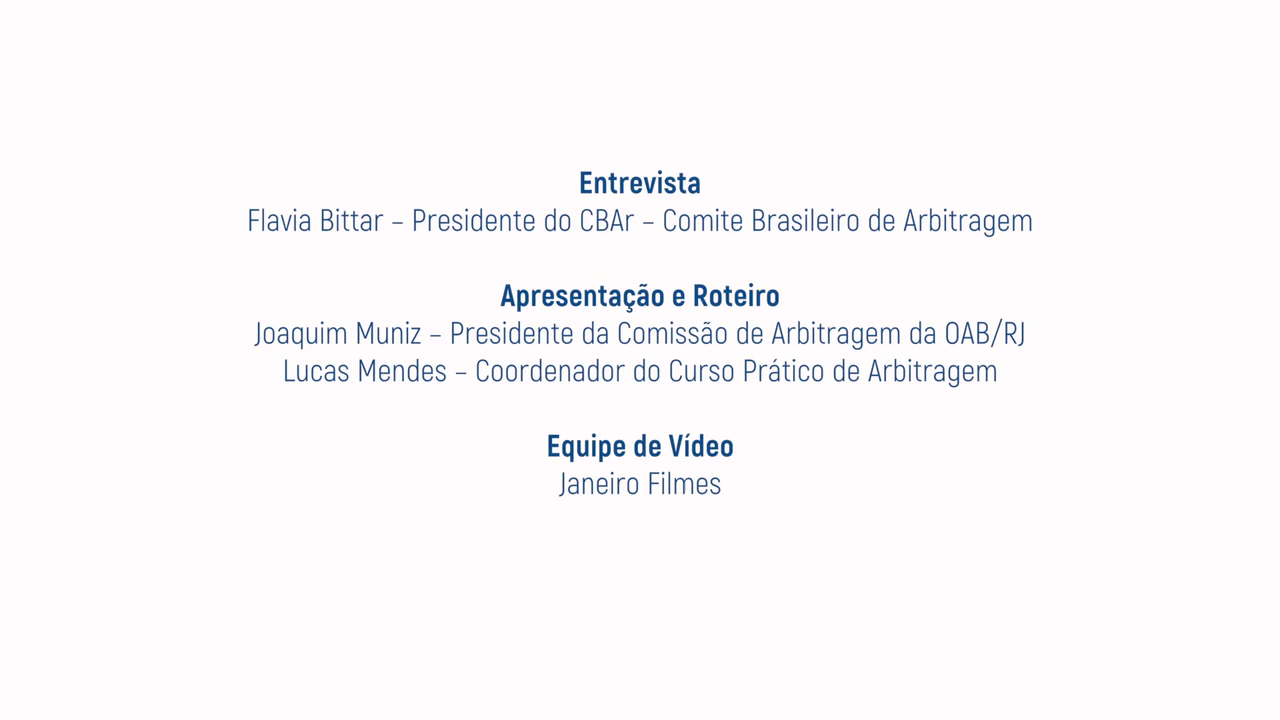 Entrevista
Flavia Bittar – Presidente do CBAr – Comite Brasileiro de Arbitragem
Apresentação e Roteiro
Joaquim Muniz – Presidente da Comissão de Arbitragem da OAB/RJ
Lucas Mendes – Coordenador do Curso Prático de Arbitragem
Equipe de Vídeo
Janeiro Filmes